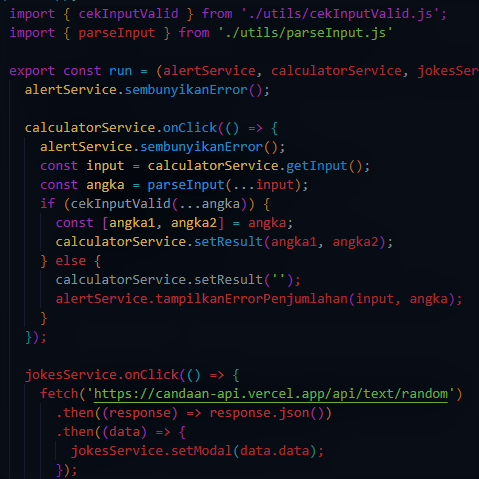 import { cekInputValid } from './utils/cekInputValid.js';
import { parseInput } from './utils/parseInput.js'
export const run = (alertService, calculatorService, jokesSer
alertService.sembunyikanError();
calculatorService.onClick(() => {
alertService.sembunyikanError();
const input = calculatorService.getInput();
const angka = parseInput(...input);
if (cekInputValid(...angka)) {
const [angka1, angka2] = angka;
calculatorService.setResult(angka1, angka2);
} else {
calculatorService.setResult('');
alertService.tampilkanErrorPenjumlahan(input, angka);
}
});
jokesService.onClick(() => {
fetch('https://candaan-api.vercel.app/api/text/random')
.then((response) => response.json())
.then((data) => {
jokesService.setModal(data.data);
});